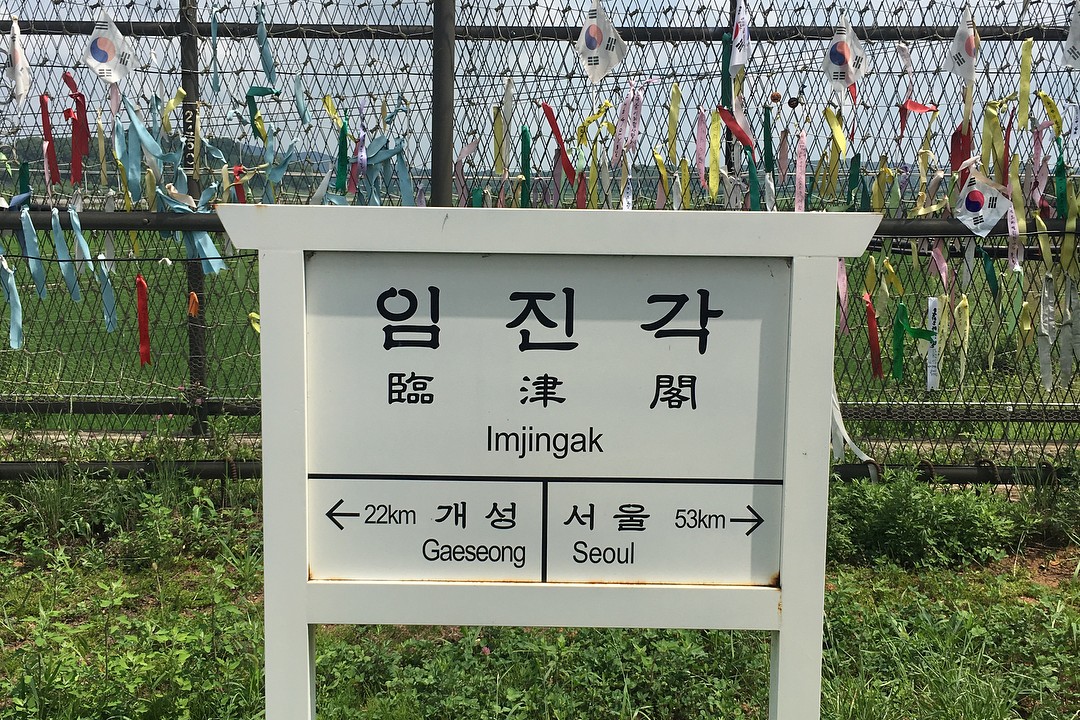 임진각
臨津閣
Imjingak
← 22km 개성
Gaeseong
서울 53km →
Seoul